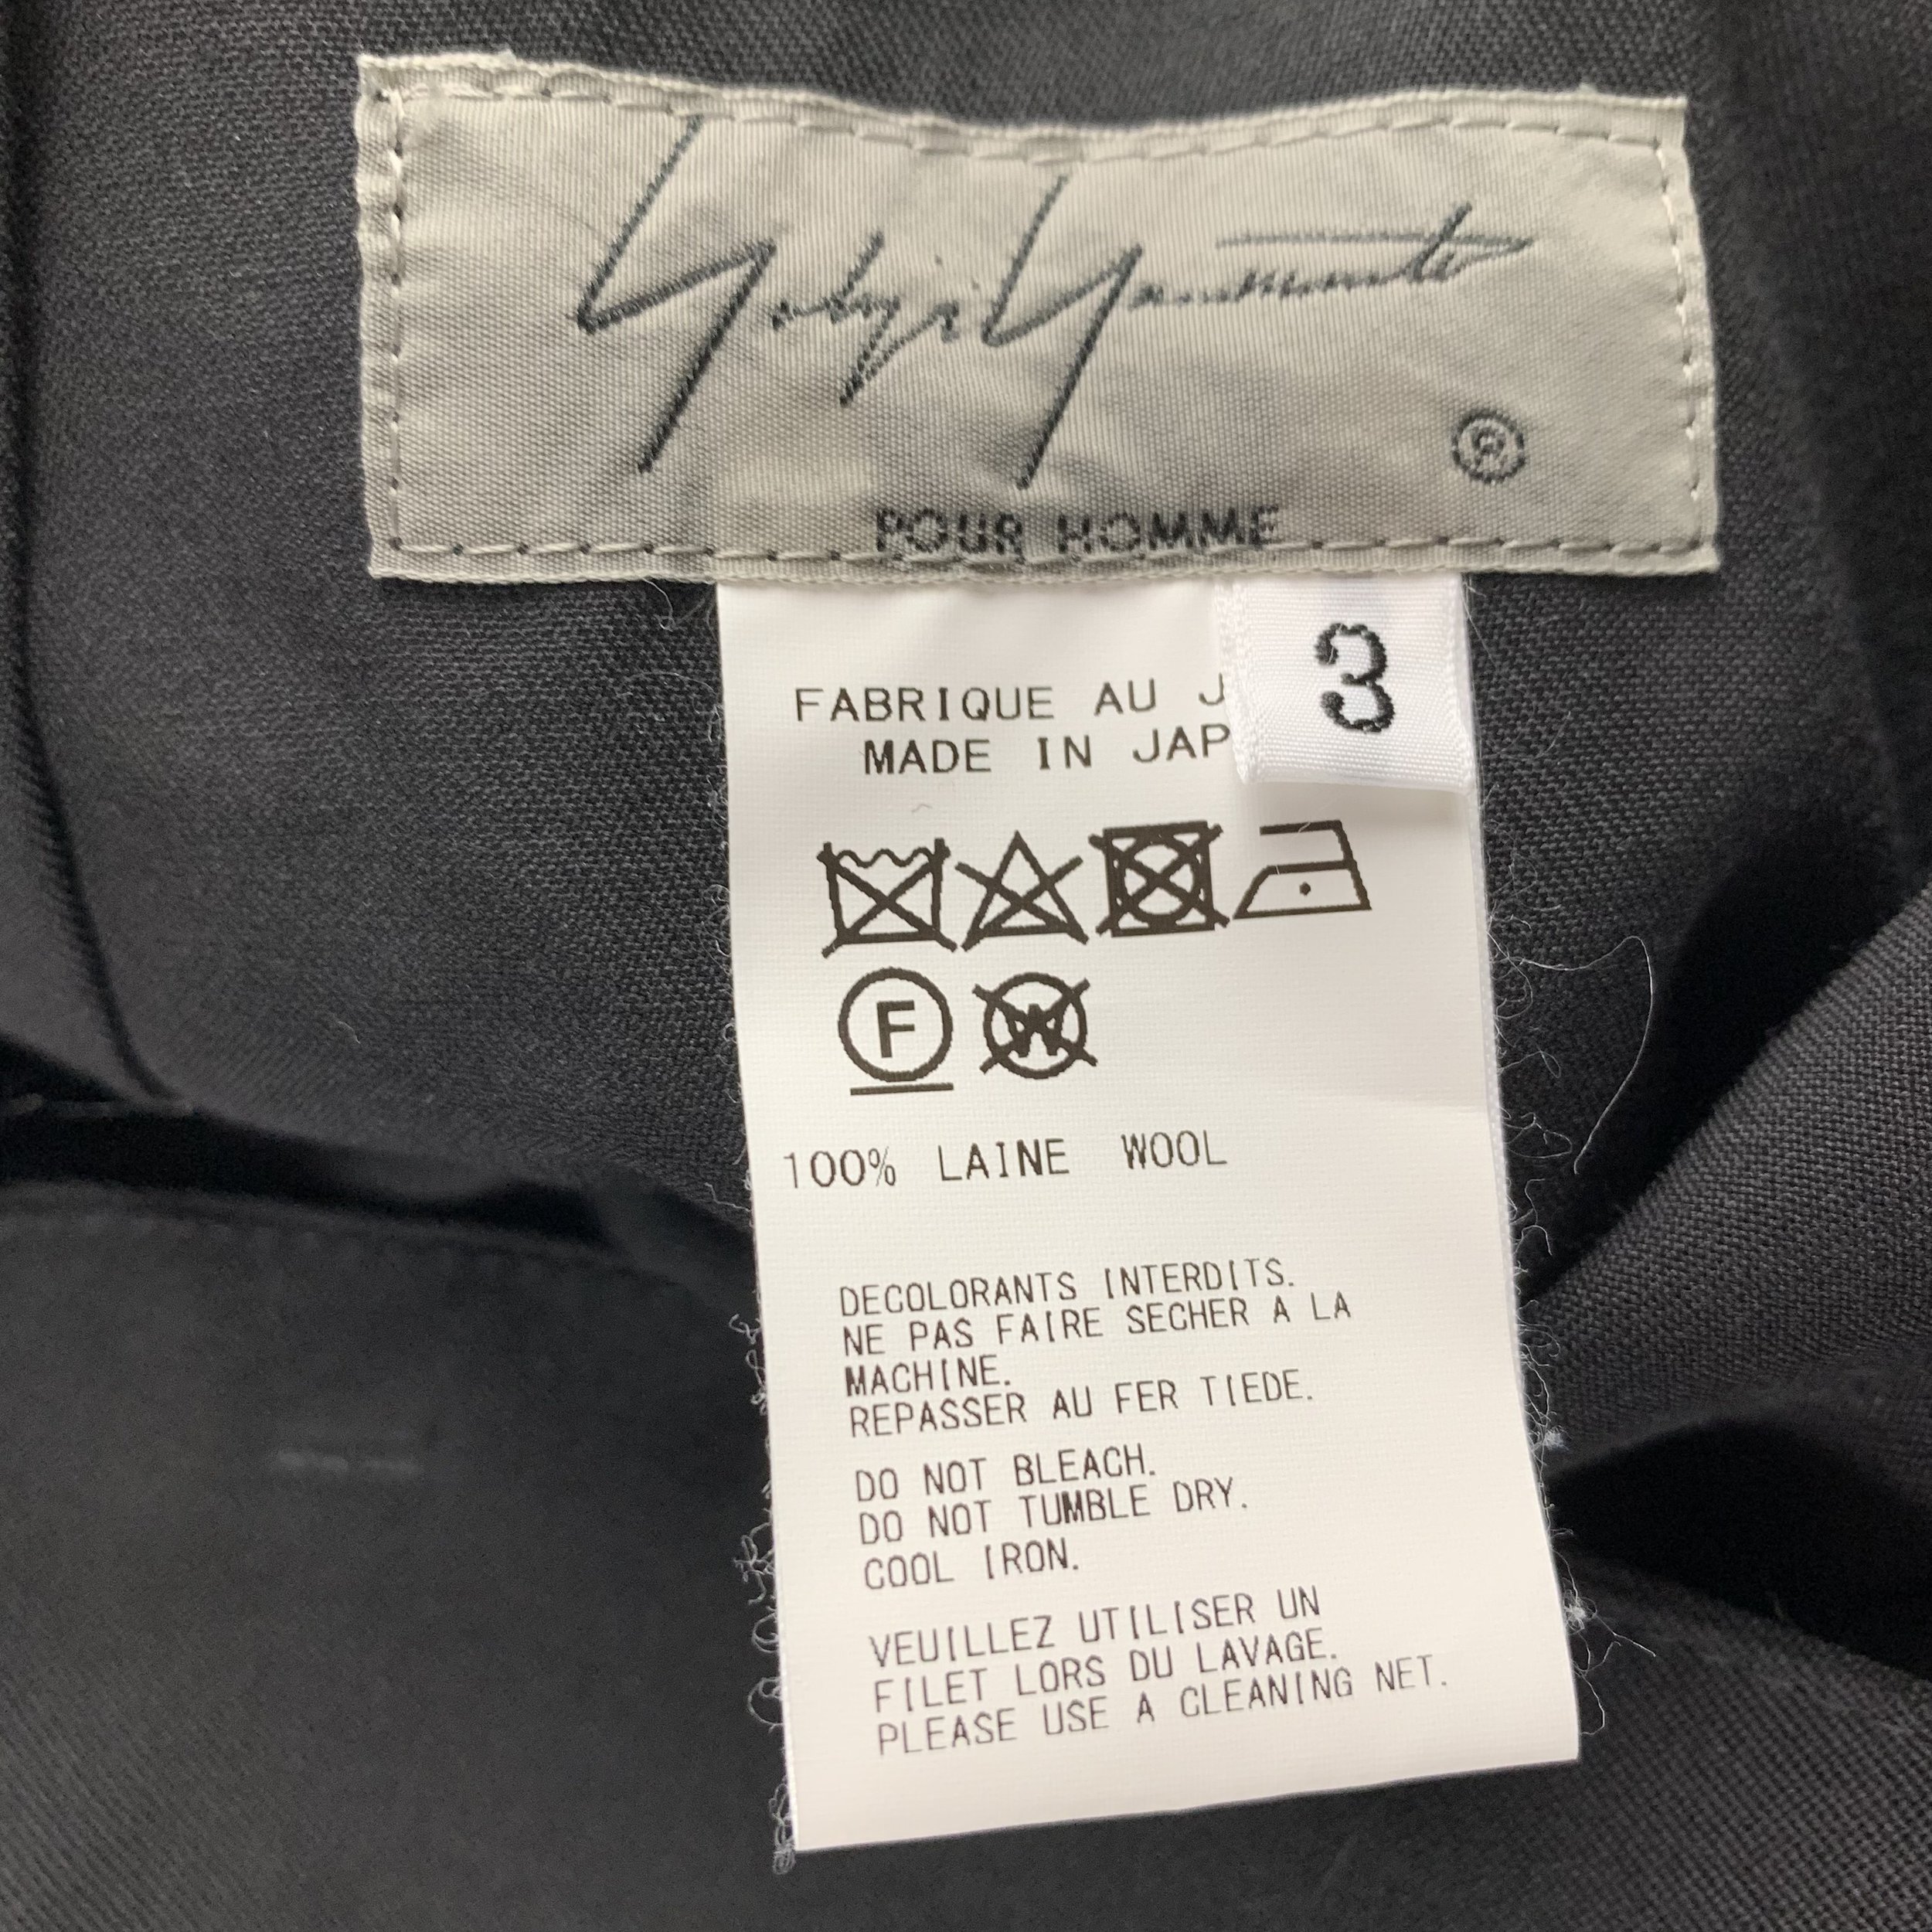 Yohji Yamamoto
®
POUR HOMME
3
FABRIQUE AU J
MADE IN JAP
F W
100% LAINE WOOL
DECOLORANTS INTERDITS.
NE PAS FAIRE SECHER A LA
MACHINE.
REPASSER AU FER TIEDE.
DO NOT BLEACH.
DO NOT TUMBLE DRY.
COOL IRON.
VEUILLEZ UTILISER UN
FILET LORS DU LAVAGE.
PLEASE USE A CLEANING NET.